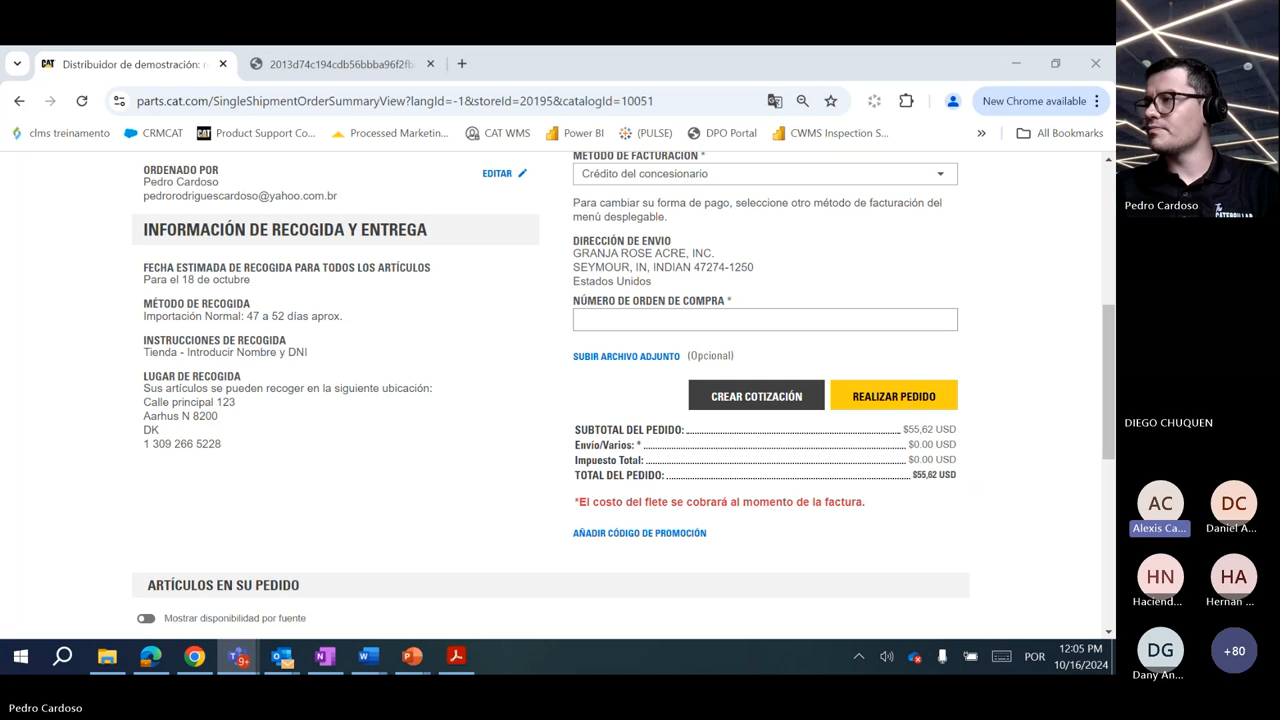 Distribuidor de demostración: n
2013d74c194cdb56bbba96f2fb
parts.cat.com/SingleShipmentOrderSummaryView?langId=-1&storeId=20195&catalogId=10051
New Chrome available
clms treinamento
CRMCAT
Product Support Co...
Processed Marketin...
CAT WMS
Power BI
(PULSE)
DPO Portal
CWMS Inspection S...
»
All Bookmarks
ORDENADO POR
EDITAR
Pedro Cardoso
pedrorodriguescardoso@yahoo.com.br
INFORMACIÓN DE RECOGIDA Y ENTREGA
FECHA ESTIMADA DE RECOGIDA PARA TODOS LOS ARTÍCULOS
Para el 18 de octubre
MÉTODO DE RECOGIDA
Importación Normal: 47 a 52 días aprox.
INSTRUCCIONES DE RECOGIDA
Tienda - Introducir Nombre y DNI
LUGAR DE RECOGIDA
Sus artículos se pueden recoger en la siguiente ubicación:
Calle principal 123
Aarhus N 8200
DK
1 309 266 5228
METODO DE FACTURACION *
Crédito del concesionario
Para cambiar su forma de pago, seleccione otro método de facturación del
menú desplegable.
DIRECCIÓN DE ENVIO
GRANJA ROSE ACRE, INC.
SEYMOUR, IN, INDIAN 47274-1250
Estados Unidos
NÚMERO DE ORDEN DE COMPRA *
SUBIR ARCHIVO ADJUNTO (Opcional)
CREAR COTIZACIÓN
REALIZAR PEDIDO
SUBTOTAL DEL PEDIDO: $55,62 USD
Envío/Varios: * $0.00 USD
Impuesto Total: $0.00 USD
TOTAL DEL PEDIDO: $55,62 USD
*El costo del flete se cobrará al momento de la factura.
AÑADIR CÓDIGO DE PROMOCIÓN
ARTÍCULOS EN SU PEDIDO
Mostrar disponibilidad por fuente
POR
12:05 PM
10/16/2024
Pedro Cardoso
DIEGO CHUQUEN
AC
Alexis Ca...
DC
Daniel A...
HN
Haciend...
HA
Hernan ...
DG
Dany An...
+80
Pedro Cardoso